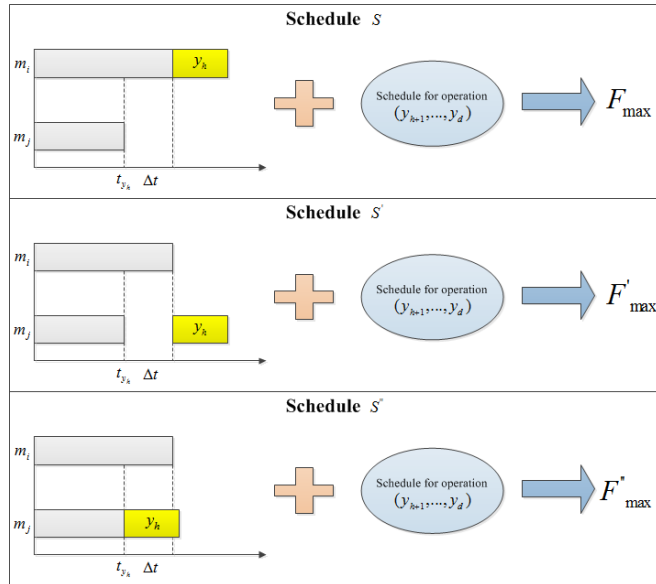 Schedule S
m_i y_h
Schedule for operation
(y_{h+1},...,y_d)
F_max
m_j
t_{y_h} Δt
Schedule S'
m_i
Schedule for operation
(y_{h+1},...,y_d)
F'_max
m_j y_h
t_{y_h} Δt
Schedule S"
m_i
Schedule for operation
(y_{h+1},...,y_d)
F"_max
m_j y_h
t_{y_h} Δt